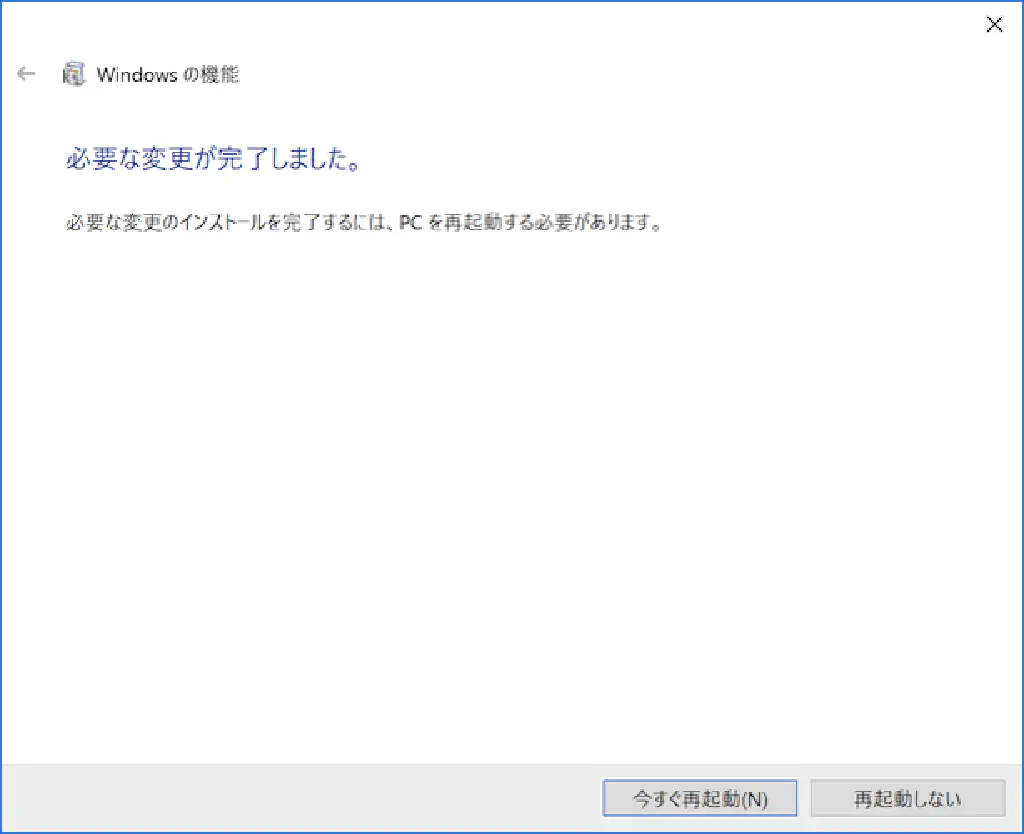 Windows の機能
必要な変更が完了しました。
必要な変更のインストールを完了するには、PC を再起動する必要があります。
今すぐ再起動(N)
再起動しない